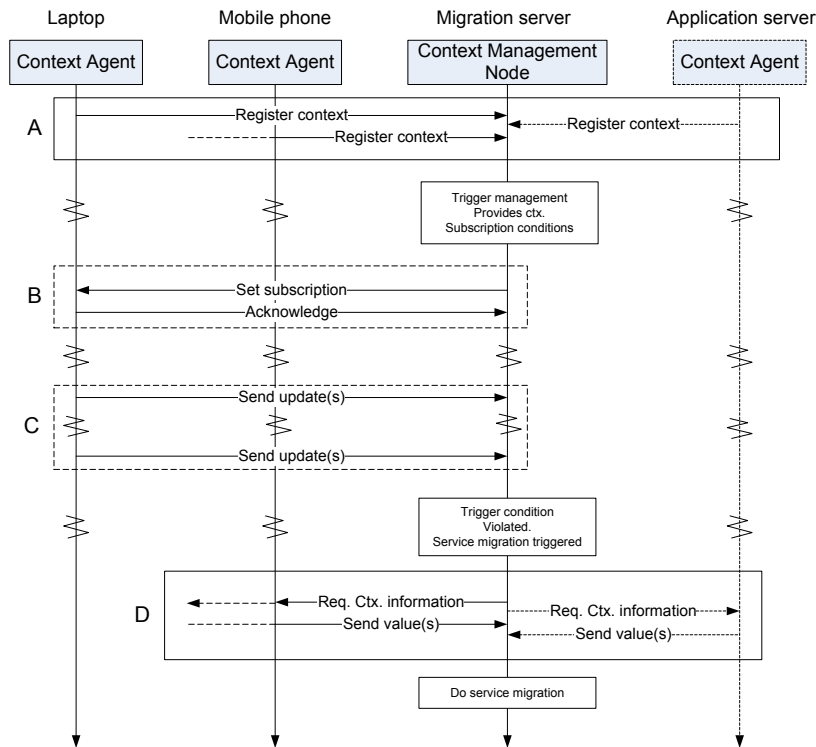 Laptop
Mobile phone
Migration server
Application server
Context Agent
Context Agent
Context Management
Node
Context Agent
A
Register context
Register context
Register context
Trigger management
Provides ctx.
Subscription conditions
B
Set subscription
Acknowledge
C
Send update(s)
Send update(s)
Trigger condition
Violated.
Service migration triggered
D
Req. Ctx. information
Req. Ctx. information
Send value(s)
Send value(s)
Do service migration